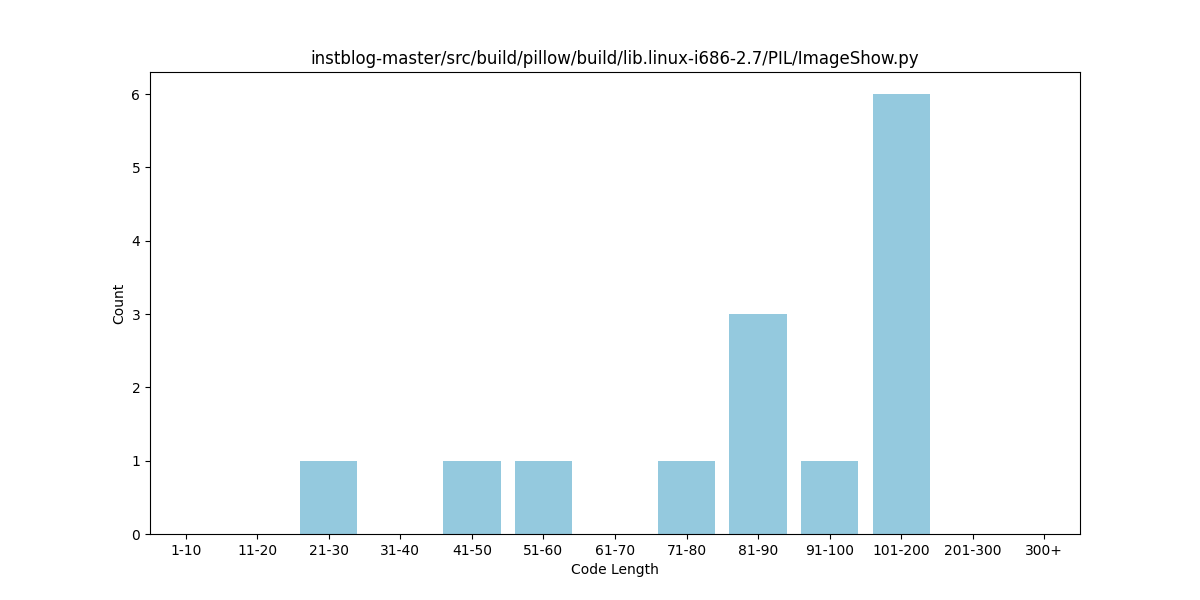 instblog-master/src/build/pillow/build/lib.linux-i686-2.7/PIL/ImageShow.py
6
5
4
3
2
1
0
Count
1-10 11-20 21-30 31-40 41-50 51-60 61-70 71-80 81-90 91-100 101-200 201-300 300+
Code Length